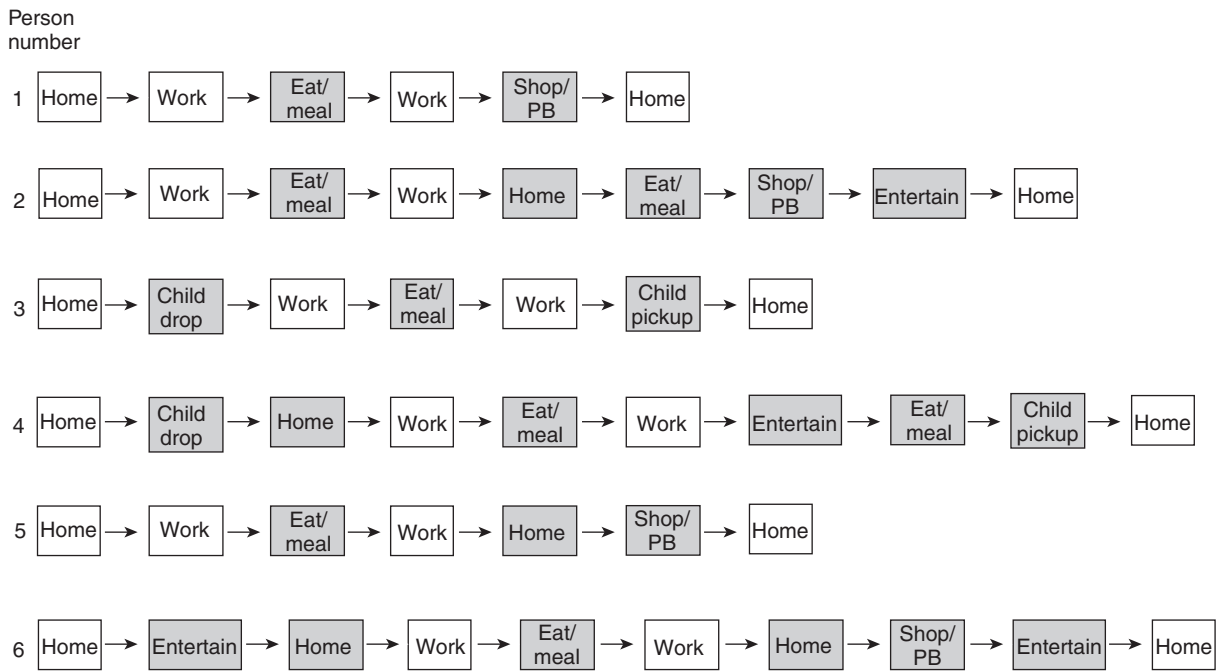 Person
number
1 Home Work Eat/ meal Work Shop/ PB Home
2 Home Work Eat/ meal Work Home Eat/ meal Shop/ PB Entertain Home
3 Home Child drop Work Eat/ meal Work Child pickup Home
4 Home Child drop Home Work Eat/ meal Work Entertain Eat/ meal Child pickup Home
5 Home Work Eat/ meal Work Home Shop/ PB Home
6 Home Entertain Home Work Eat/ meal Work Home Shop/ PB Entertain Home